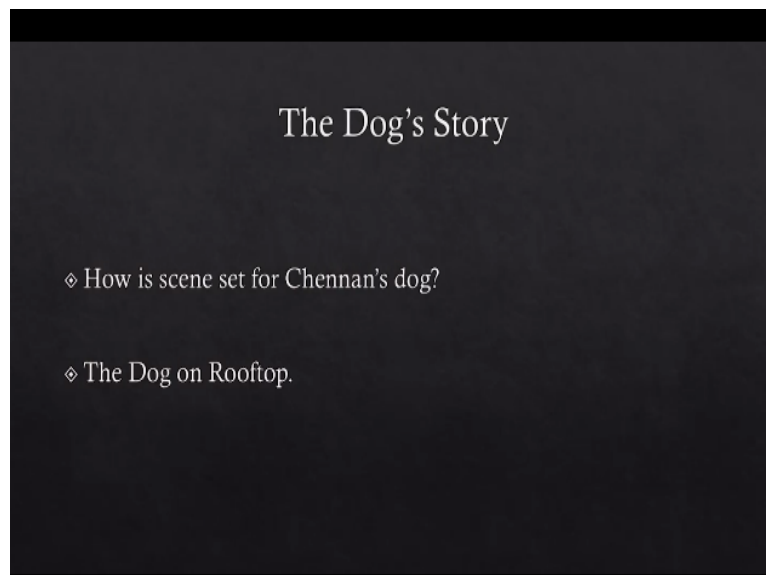 The Dog's Story
How is scene set for Chennan's dog?
The Dog on Rooftop.